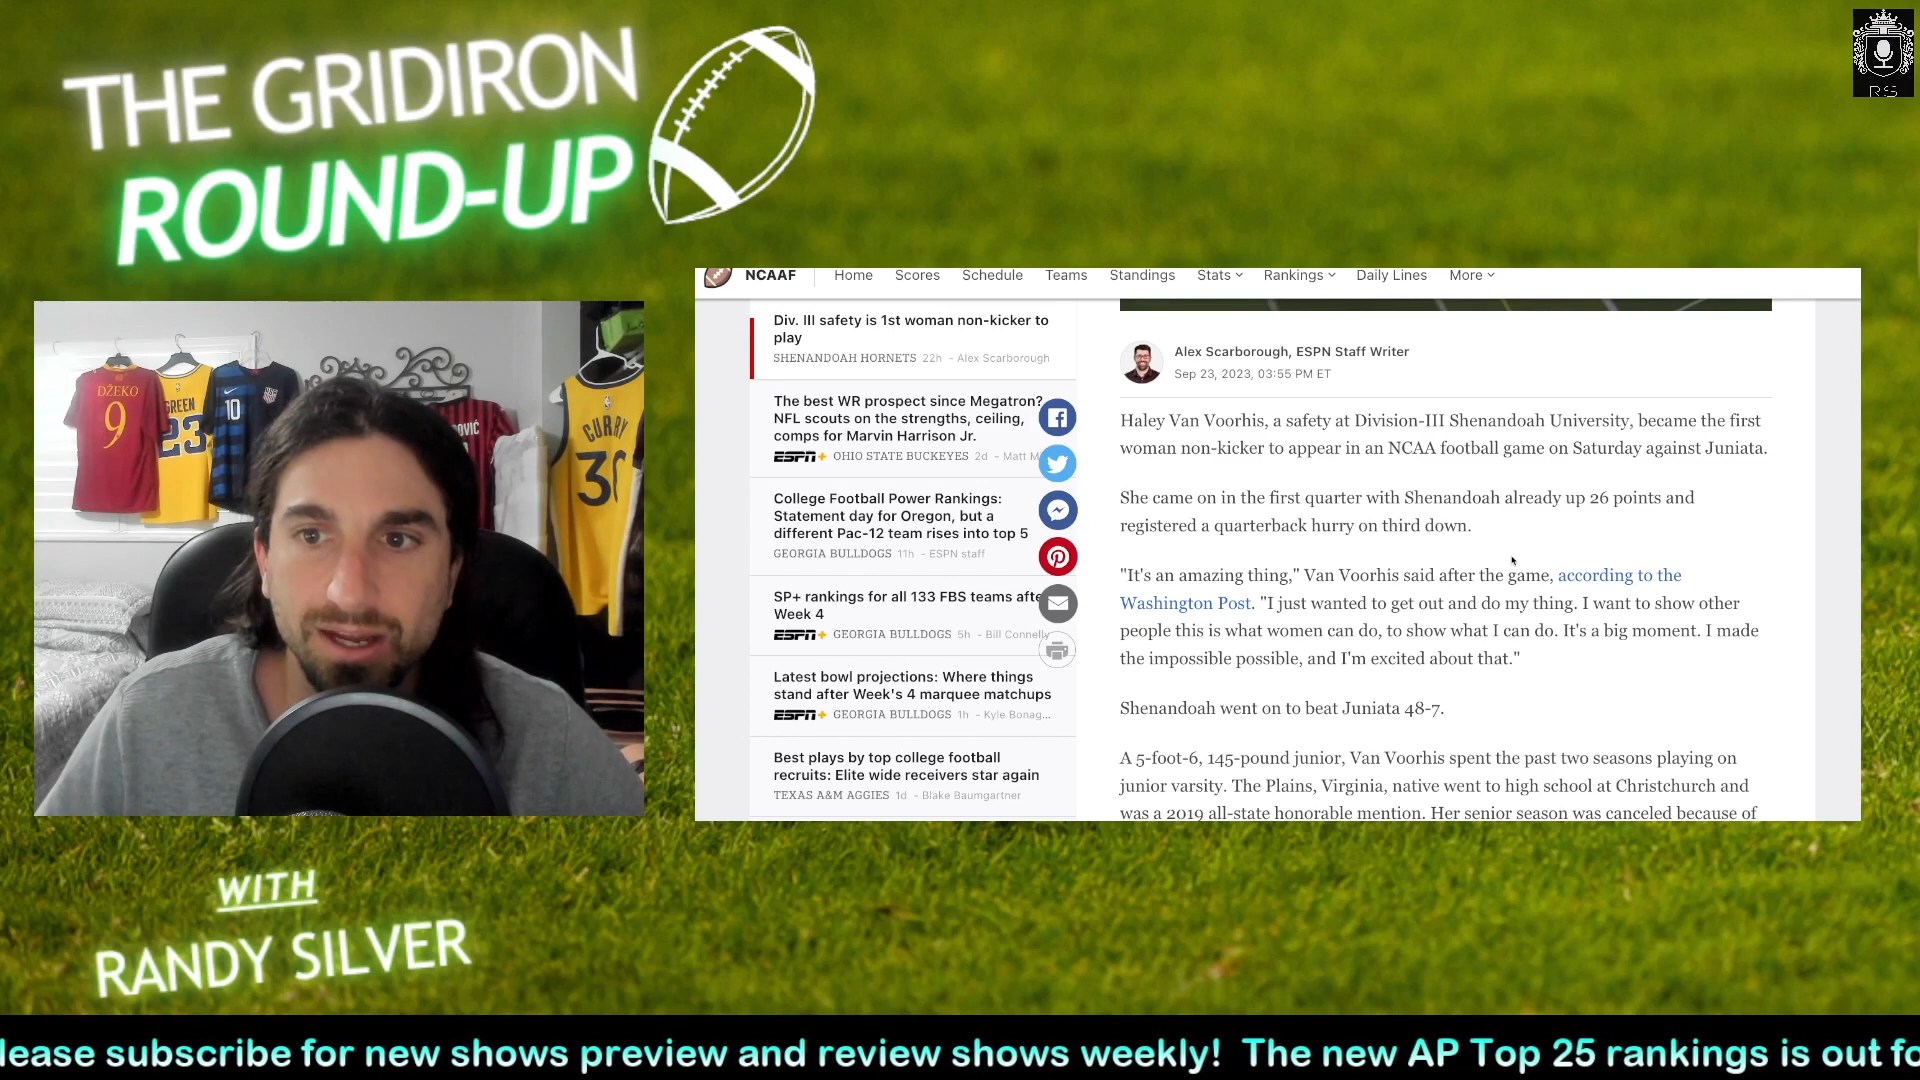 THE GRIDIRON
ROUND-UP
RS
NCAAF
Home
Scores
Schedule
Teams
Standings
Stats
Rankings
Daily Lines
More
DŽEKO
9
GREEN
23
10
CURRY
Div. III safety is 1st woman non-kicker to
play
SHENANDOAH HORNETS 22h - Alex Scarborough
The best WR prospect since Megatron?
NFL scouts on the strengths, ceiling,
comps for Marvin Harrison Jr.
ESPN+ OHIO STATE BUCKEYES 2d - Matt
College Football Power Rankings:
Statement day for Oregon, but a
different Pac-12 team rises into top 5
GEORGIA BULLDOGS 11h - ESPN staff
SP+ rankings for all 133 FBS teams
Week 4
ESPN+ GEORGIA BULLDOGS 5h - Bill Connelly
Latest bowl projections: Where things
stand after Week's 4 marquee matchups
ESPN+ GEORGIA BULLDOGS 1h - Kyle Bonag...
Best plays by top college football
recruits: Elite wide receivers star again
TEXAS A&M AGGIES 1d - Blake Baumgartner
Alex Scarborough, ESPN Staff Writer
Sep 23, 2023, 03:55 PM ET
Haley Van Voorhis, a safety at Division-III Shenandoah University, became the first
woman non-kicker to appear in an NCAA football game on Saturday against Juniata.
She came on in the first quarter with Shenandoah already up 26 points and
registered a quarterback hurry on third down.
"It's an amazing thing," Van Voorhis said after the game, according to the
Washington Post. "I just wanted to get out and do my thing. I want to show other
people this is what women can do, to show what I can do. It's a big moment. I made
the impossible possible, and I'm excited about that."
Shenandoah went on to beat Juniata 48-7.
A 5-foot-6, 145-pound junior, Van Voorhis spent the past two seasons playing on
junior varsity. The Plains, Virginia, native went to high school at Christchurch and
was a 2019 all-state honorable mention. Her senior season was canceled because of
WITH
RANDY SILVER
lease subscribe for new shows preview and review shows weekly! The new AP Top 25 rankings is out fo